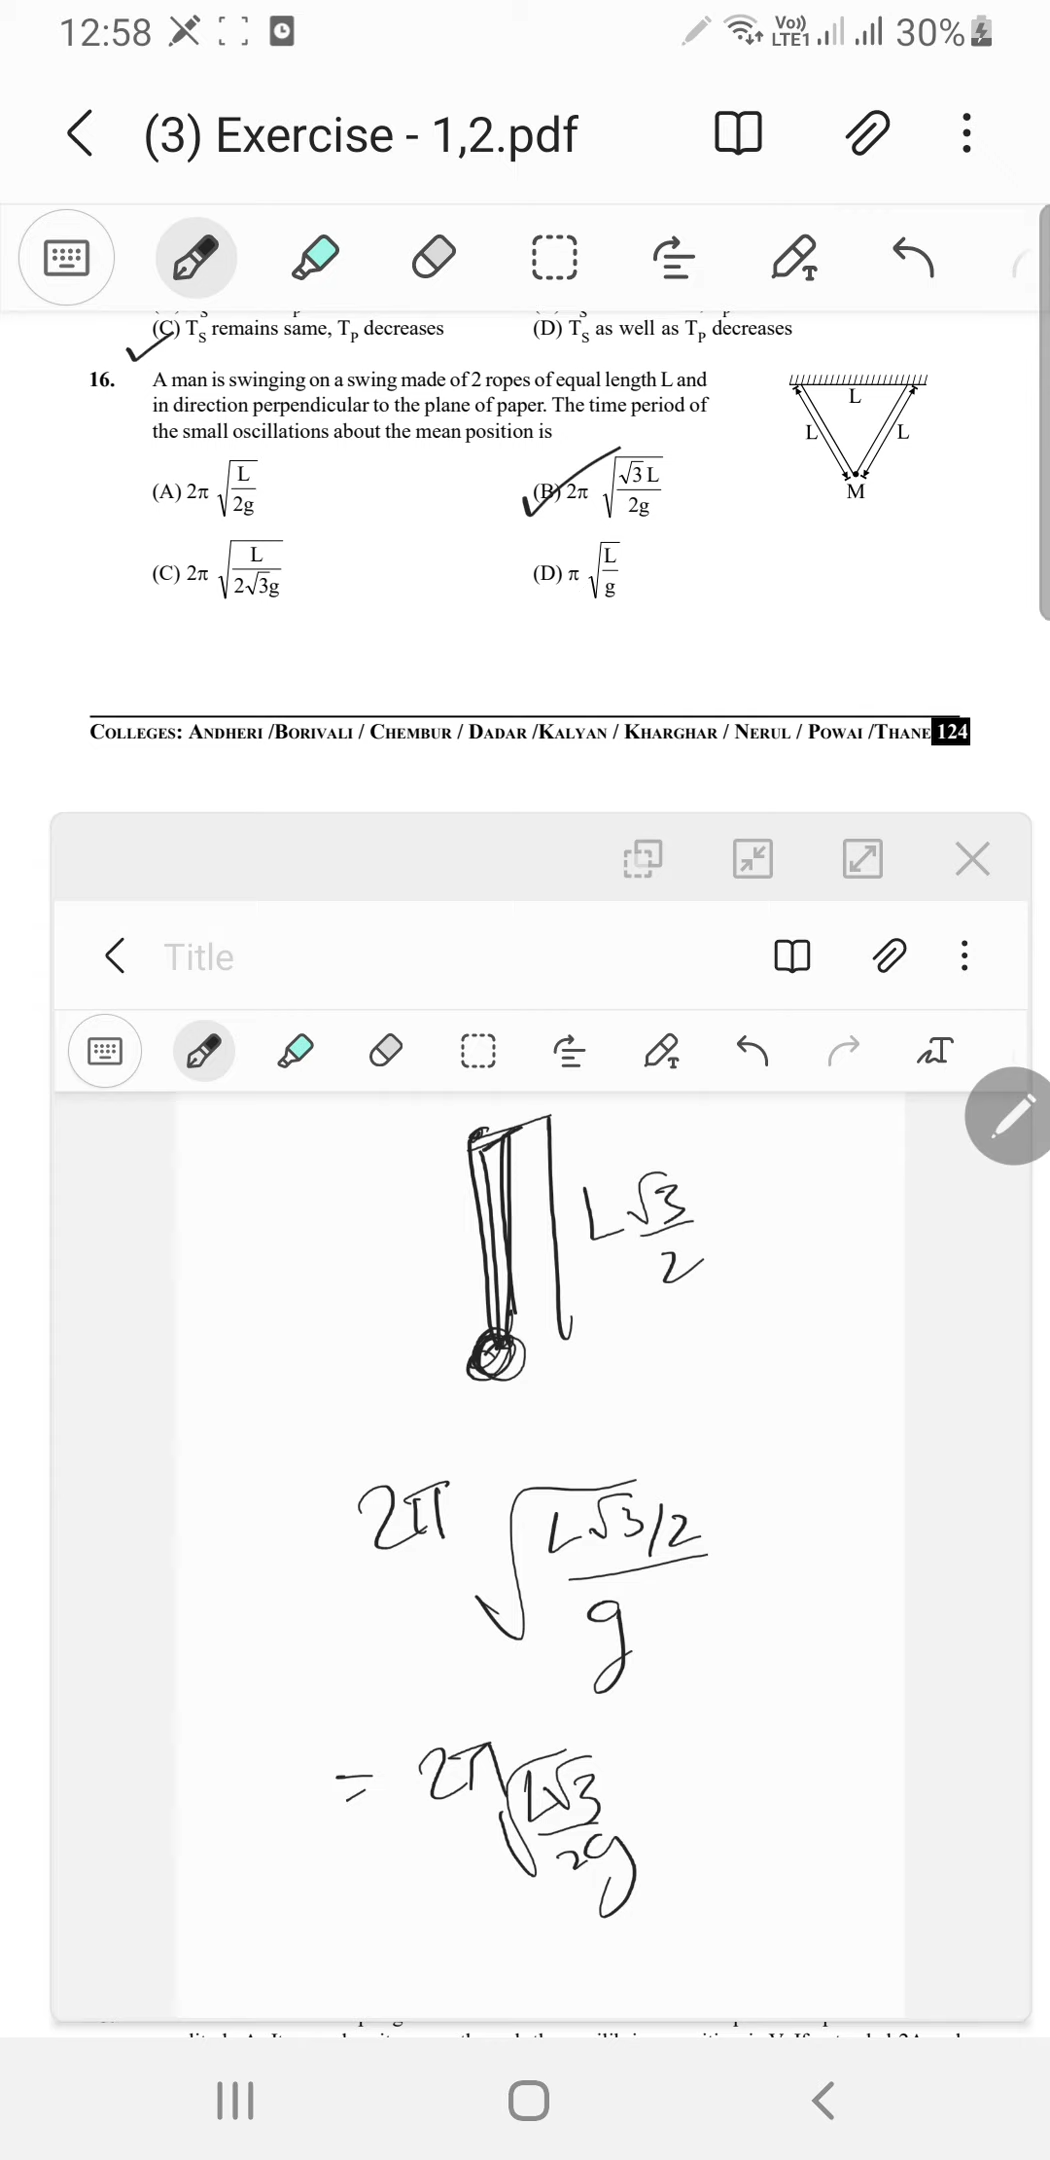 12:58 Vo)) LTE1 30%
(3) Exercise - 1,2.pdf
(C) T_S remains same, T_P decreases (D) T_S as well as T_P decreases
16. A man is swinging on a swing made of 2 ropes of equal length L and
in direction perpendicular to the plane of paper. The time period of
the small oscillations about the mean position is
L
L L
M
(A) 2π √(L/2g) (B) 2π √(√3 L/2g)
(C) 2π √(L/2√3g) (D) π √(L/g)
COLLEGES: ANDHERI /BORIVALI / CHEMBUR / DADAR /KALYAN / KHARGHAR / NERUL / POWAI /THANE 124
Title
T
L√3/2
2π √(L√3/2 / g)
= 2π √(L√3/2g)